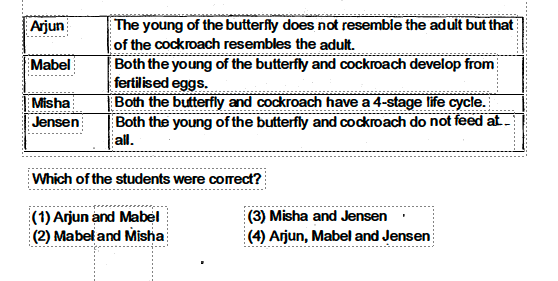 Arjun The young of the butterfly does not resemble the adult but that
of the cockroach resembles the adult.
Mabel Both the young of the butterfly and cockroach develop from
fertilised eggs.
Misha Both the butterfly and cockroach have a 4-stage life cycle.
Jensen Both the young of the butterfly and cockroach do not feed at
all.
Which of the students were correct?
(1) Arjun and Mabel (3) Misha and Jensen
(2) Mabel and Misha (4) Arjun, Mabel and Jensen